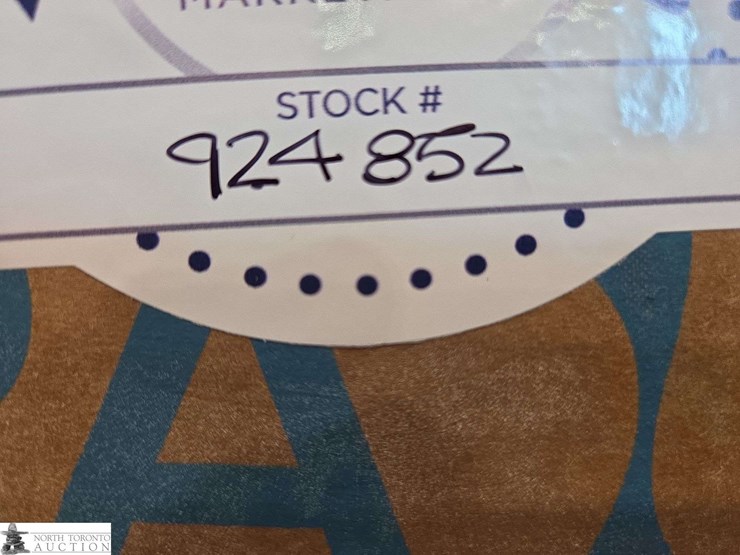 STOCK #
924 852
NORTH TORONTO
AUCTION